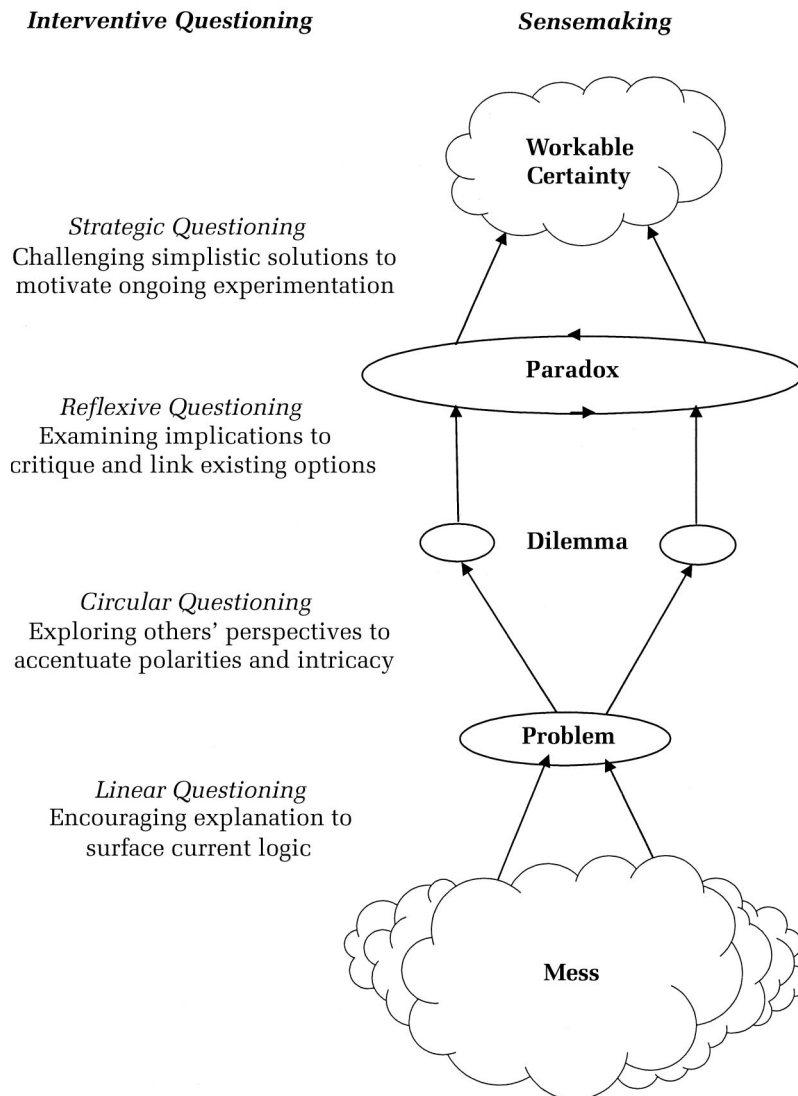 Interventive Questioning
Sensemaking
Workable
Certainty
Strategic Questioning
Challenging simplistic solutions to
motivate ongoing experimentation
Paradox
Reflexive Questioning
Examining implications to
critique and link existing options
Dilemma
Circular Questioning
Exploring others’ perspectives to
accentuate polarities and intricacy
Problem
Linear Questioning
Encouraging explanation to
surface current logic
Mess